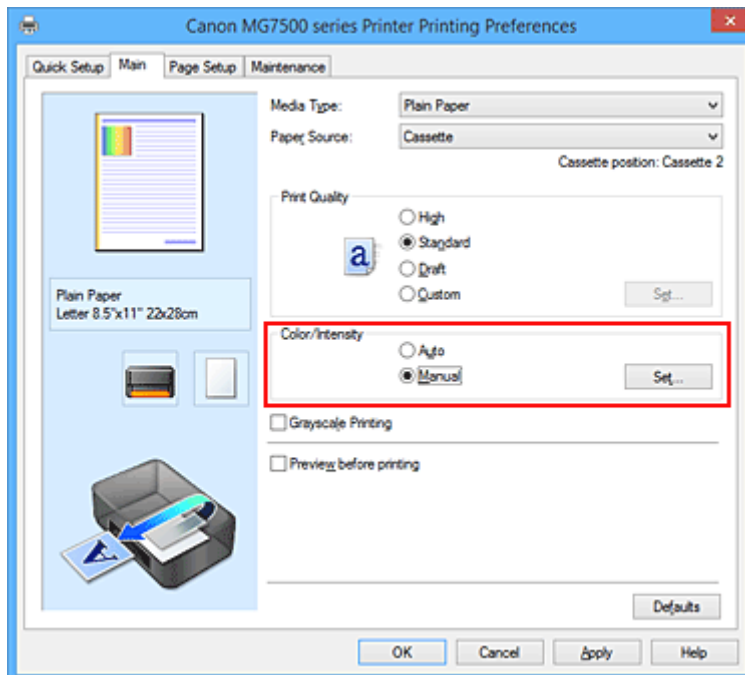 Canon MG7500 series Printer Printing Preferences
Quick Setup Main Page Setup Maintenance
Media Type: Plain Paper
Paper Source: Cassette
Cassette position: Cassette 2
Print Quality
High
Standard
Draft
Custom Set...
a
Plain Paper
Letter 8.5"x11" 22x28cm
Color/Intensity
Auto
Manual Set...
Grayscale Printing
Preview before printing
A
Defaults
OK Cancel Apply Help